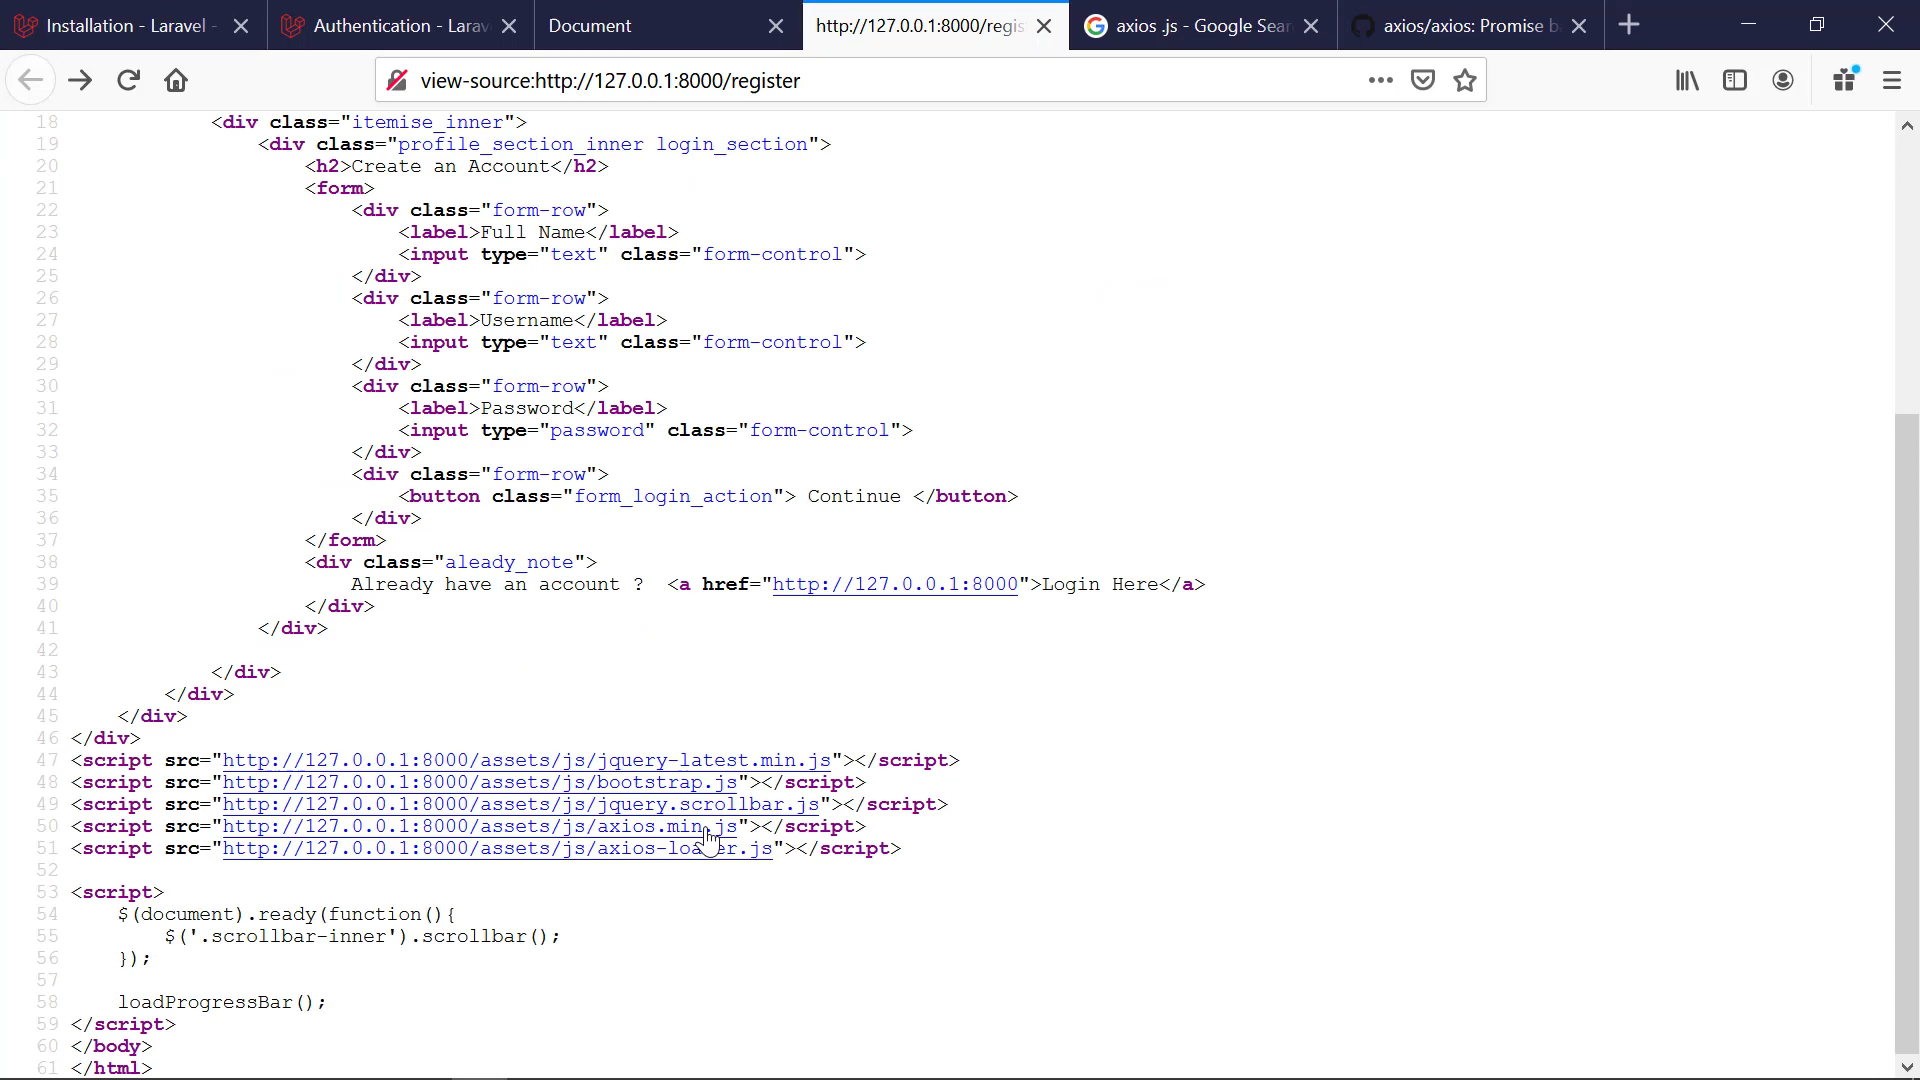 Installation - Laravel -
Authentication - Larav
Document
http://127.0.0.1:8000/regis
axios .js - Google Sear
axios/axios: Promise b
view-source:http://127.0.0.1:8000/register
18 <div class="itemise_inner">
19 <div class="profile_section_inner login_section">
20 <h2>Create an Account</h2>
21 <form>
22 <div class="form-row">
23 <label>Full Name</label>
24 <input type="text" class="form-control">
25 </div>
26 <div class="form-row">
27 <label>Username</label>
28 <input type="text" class="form-control">
29 </div>
30 <div class="form-row">
31 <label>Password</label>
32 <input type="password" class="form-control">
33 </div>
34 <div class="form-row">
35 <button class="form_login_action"> Continue </button>
36 </div>
37 </form>
38 <div class="aleady_note">
39 Already have an account ?  <a href="http://127.0.0.1:8000">Login Here</a>
40 </div>
41 </div>
42
43 </div>
44 </div>
45 </div>
46 </div>
47 <script src="http://127.0.0.1:8000/assets/js/jquery-latest.min.js"></script>
48 <script src="http://127.0.0.1:8000/assets/js/bootstrap.js"></script>
49 <script src="http://127.0.0.1:8000/assets/js/jquery.scrollbar.js"></script>
50 <script src="http://127.0.0.1:8000/assets/js/axios.min.js"></script>
51 <script src="http://127.0.0.1:8000/assets/js/axios-loader.js"></script>
52
53 <script>
54 $(document).ready(function(){
55 $('.scrollbar-inner').scrollbar();
56 });
57
58 loadProgressBar();
59 </script>
60 </body>
61 </html>